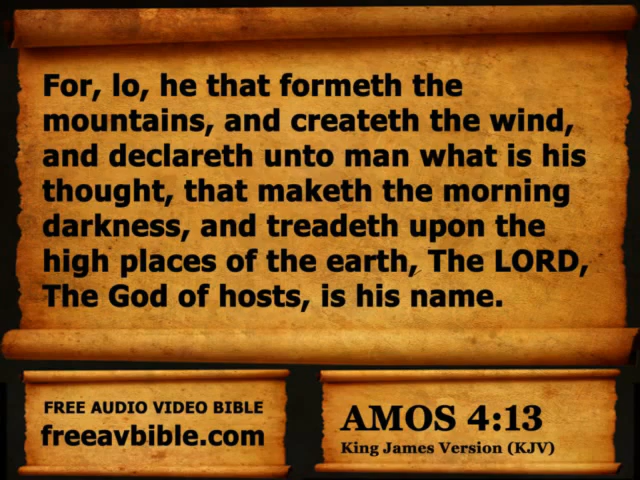 For, lo, he that formeth the
mountains, and createth the wind,
and declareth unto man what is his
thought, that maketh the morning
darkness, and treadeth upon the
high places of the earth, The LORD,
The God of hosts, is his name.
FREE AUDIO VIDEO BIBLE
freeavbible.com
AMOS 4:13
King James Version (KJV)